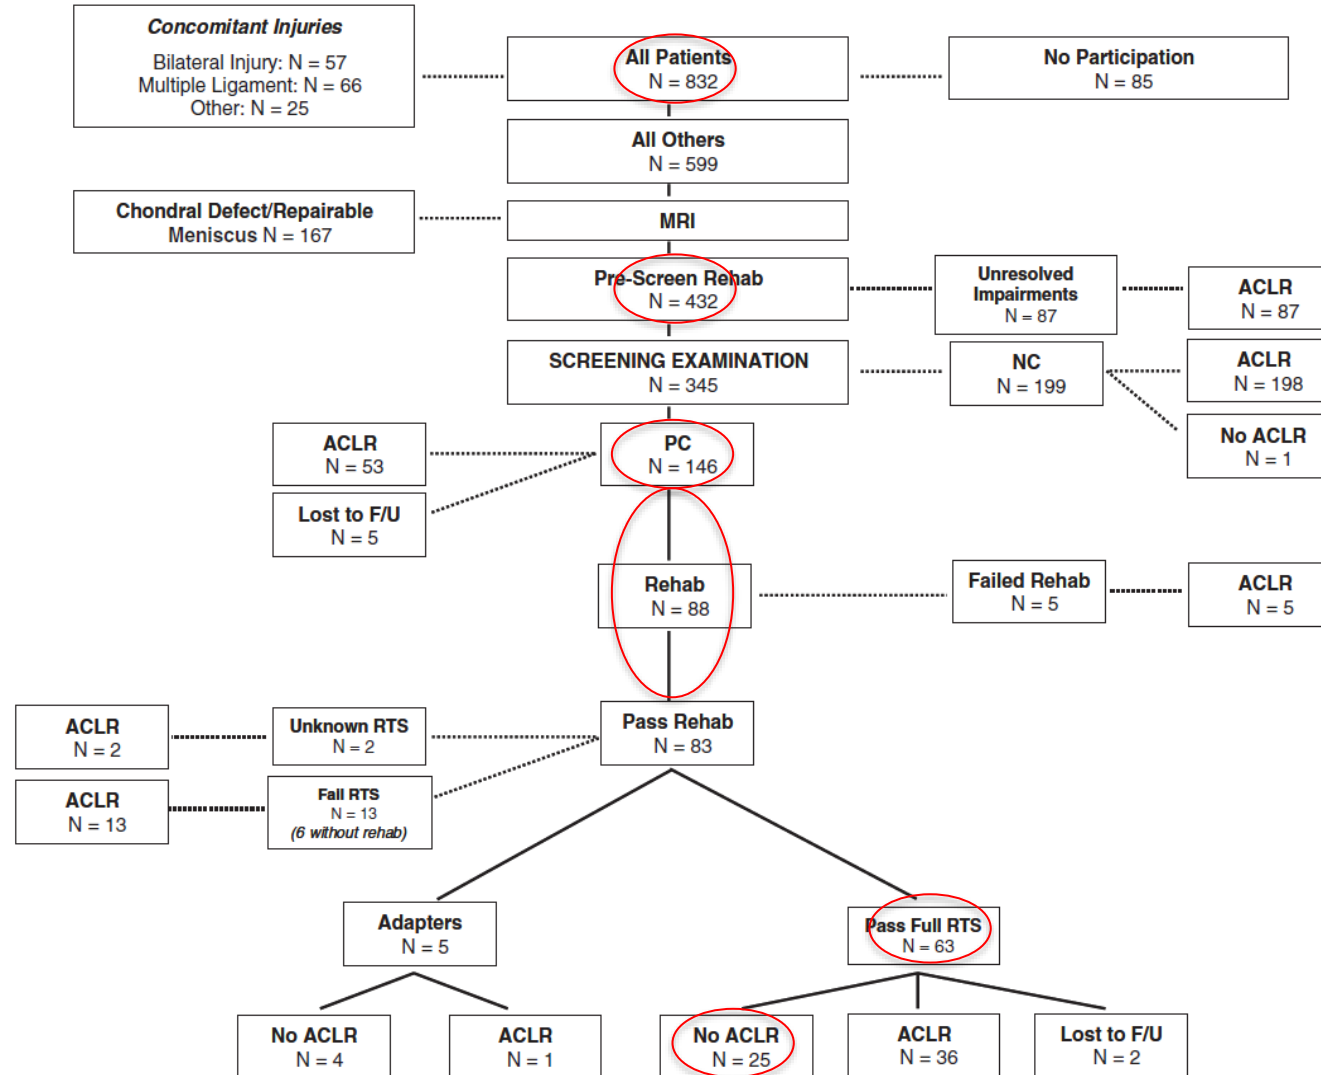 Concomitant Injuries
Bilateral Injury: N = 57
Multiple Ligament: N = 66
Other: N = 25
All Patients
N = 832
No Participation
N = 85
All Others
N = 599
Chondral Defect/Repairable
Meniscus N = 167
MRI
Pre-Screen Rehab
N = 432
Unresolved
Impairments
N = 87
ACLR
N = 87
SCREENING EXAMINATION
N = 345
NC
N = 199
ACLR
N = 198
No ACLR
N = 1
ACLR
N = 53
PC
N = 146
Lost to F/U
N = 5
Rehab
N = 88
Failed Rehab
N = 5
ACLR
N = 5
ACLR
N = 2
Unknown RTS
N = 2
Pass Rehab
N = 83
ACLR
N = 13
Fail RTS
N = 13
(6 without rehab)
Adapters
N = 5
Pass Full RTS
N = 63
No ACLR
N = 4
ACLR
N = 1
No ACLR
N = 25
ACLR
N = 36
Lost to F/U
N = 2